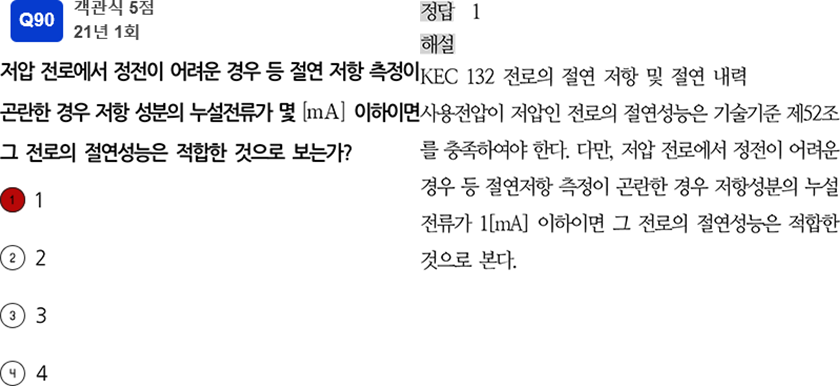 Q90
객관식 5점
21년 1회
저압 전로에서 정전이 어려운 경우 등 절연 저항 측정이
곤란한 경우 저항 성분의 누설전류가 몇 [mA] 이하이면
그 전로의 절연성능은 적합한 것으로 보는가?
1 1
2 2
3 3
4 4
정답 1
해설
KEC 132 전로의 절연 저항 및 절연 내력
사용전압이 저압인 전로의 절연성능은 기술기준 제52조
를 충족하여야 한다. 다만, 저압 전로에서 정전이 어려운
경우 등 절연저항 측정이 곤란한 경우 저항성분의 누설
전류가 1[mA] 이하이면 그 전로의 절연성능은 적합한
것으로 본다.